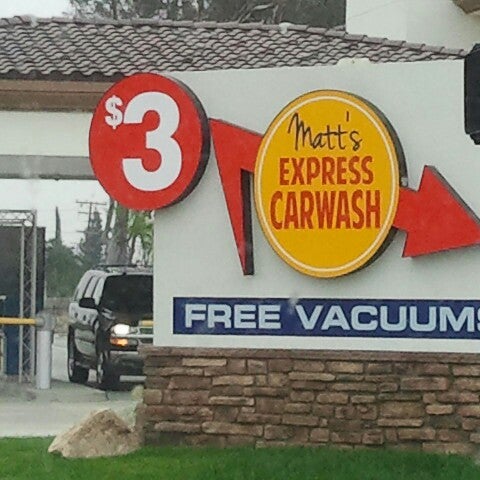 $3
Matt's
EXPRESS
CARWASH
FREE VACUUMS